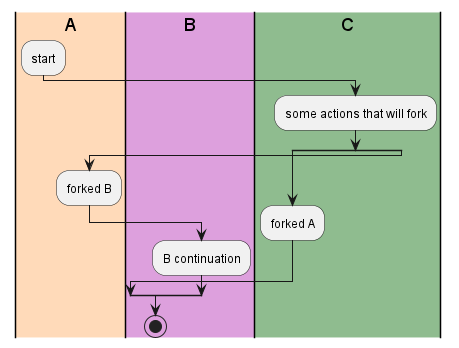 A
B
C
start
some actions that will fork
forked B
forked A
B continuation